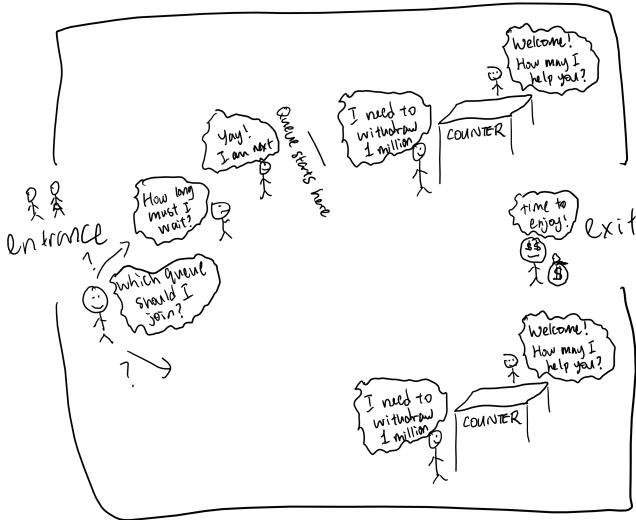 Welcome!
How may I
help you?
I need to
withdraw
1 million
COUNTER
Queue starts here
Yay!
I am next
How long
must I
wait?
entrance
?
which queue
should I
join?
?
time to
enjoy!
$$
$
exit
Welcome!
How may I
help you?
I need to
withdraw
1 million
COUNTER